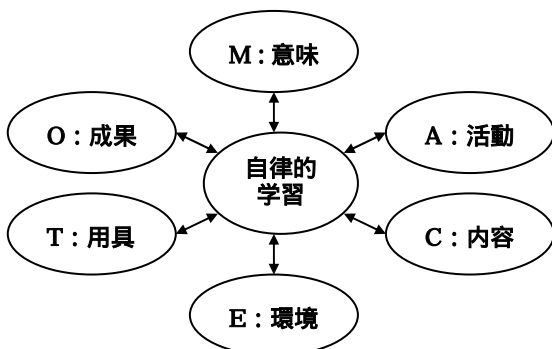 M : 意味
O : 成果
A : 活動
自律的
学習
T : 用具
C : 内容
E : 環境